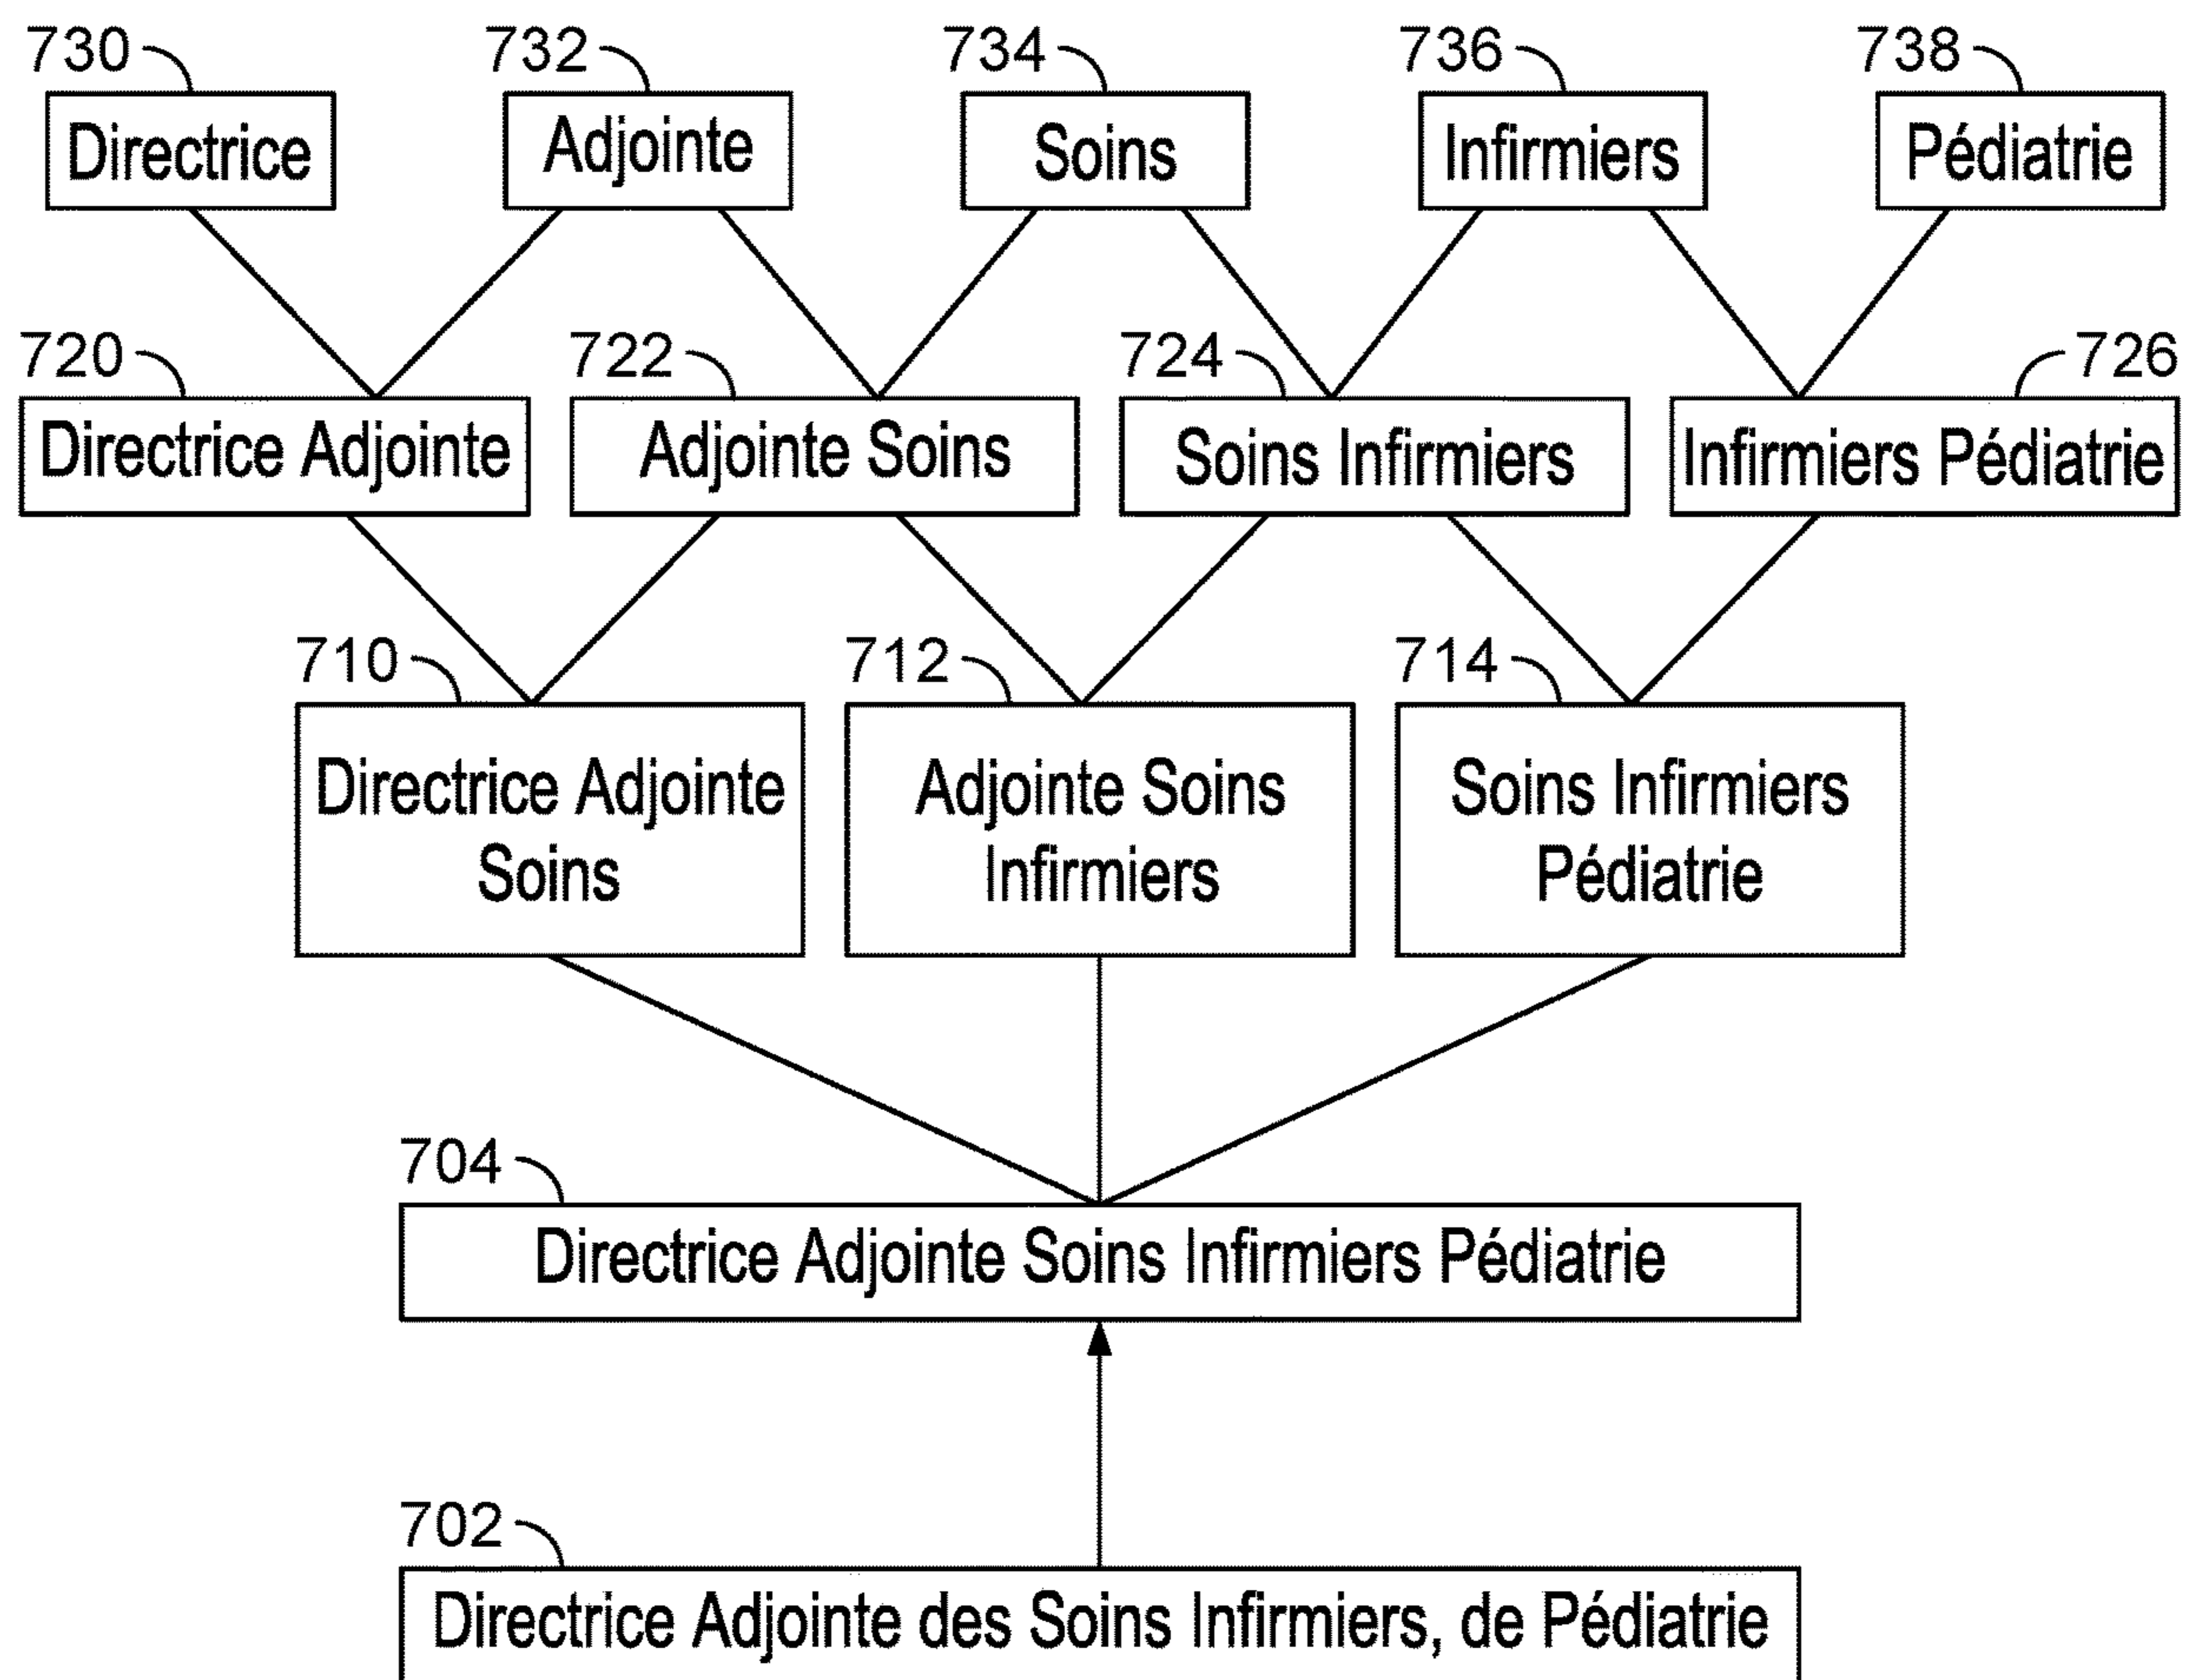 730 732 734 736 738
Directrice Adjointe Soins Infirmiers Pédiatrie
720 722 724 726
Directrice Adjointe Adjointe Soins Soins Infirmiers Infirmiers Pédiatrie
710 712 714
Directrice Adjointe
Soins
Adjointe Soins
Infirmiers
Soins Infirmiers
Pédiatrie
704
Directrice Adjointe Soins Infirmiers Pédiatrie
702
Directrice Adjointe des Soins Infirmiers, de Pédiatrie